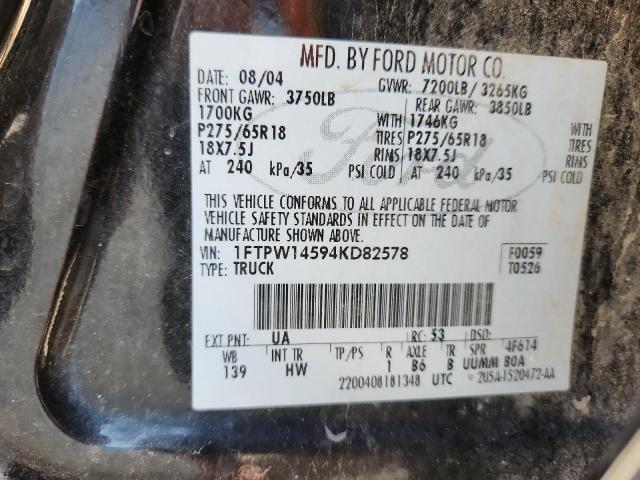 MFD. BY FORD MOTOR CO.
DATE: 08/04 GVWR: 7200LB/ 3265KG
FRONT GAWR: 3750LB REAR GAWR: 3850LB
1700KG WITH 1746KG WITH
P275/65R18 TIRES P275/65R18 TIRES
18X7.5J RIMS 18X7.5J RIMS
AT 240 kPa/35 PSI COLD AT 240 kPa/35 PSI COLD
Ford
THIS VEHICLE CONFORMS TO ALL APPLICABLE FEDERAL MOTOR
VEHICLE SAFETY STANDARDS IN EFFECT ON THE DATE OF
MANUFACTURE SHOWN ABOVE.
VIN: 1FTPW14594KD82578 F0059
TYPE: TRUCK T0526
EXT PNT: UA RC: 53 DSO:
WB INT TR TP/PS R AXLE TR SPR 4F614
139 HW 1 B6 B UUMM BOA
2200408181348 UTC 2U5A-1520472-AA